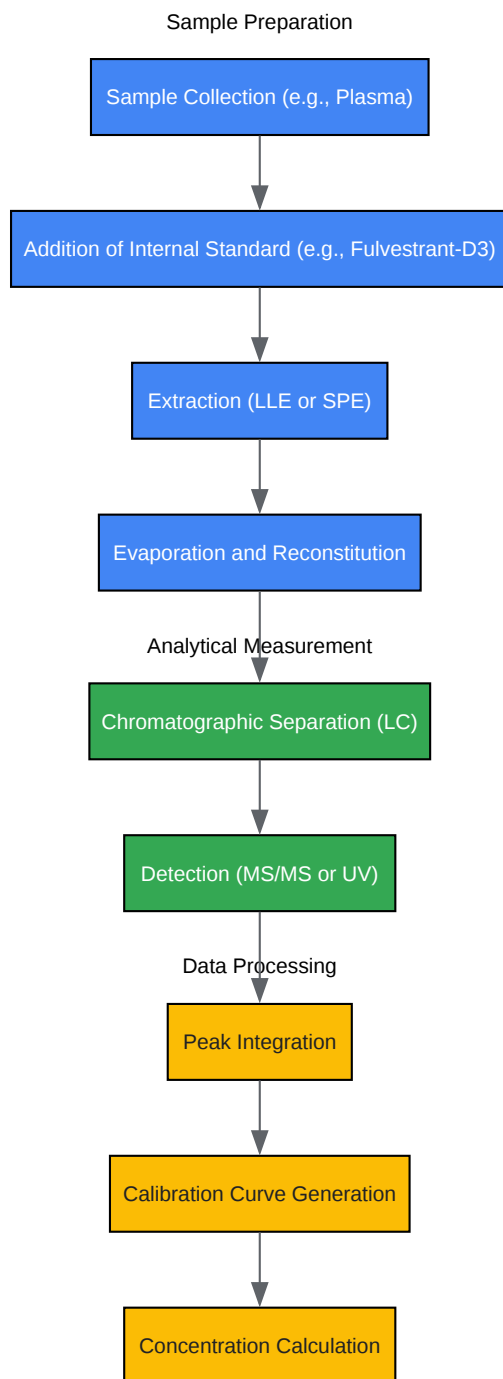 Sample Preparation
Sample Collection (e.g., Plasma)
Addition of Internal Standard (e.g., Fulvestrant-D3)
Extraction (LLE or SPE)
Evaporation and Reconstitution
Analytical Measurement
Chromatographic Separation (LC)
Detection (MS/MS or UV)
Data Processing
Peak Integration
Calibration Curve Generation
Concentration Calculation